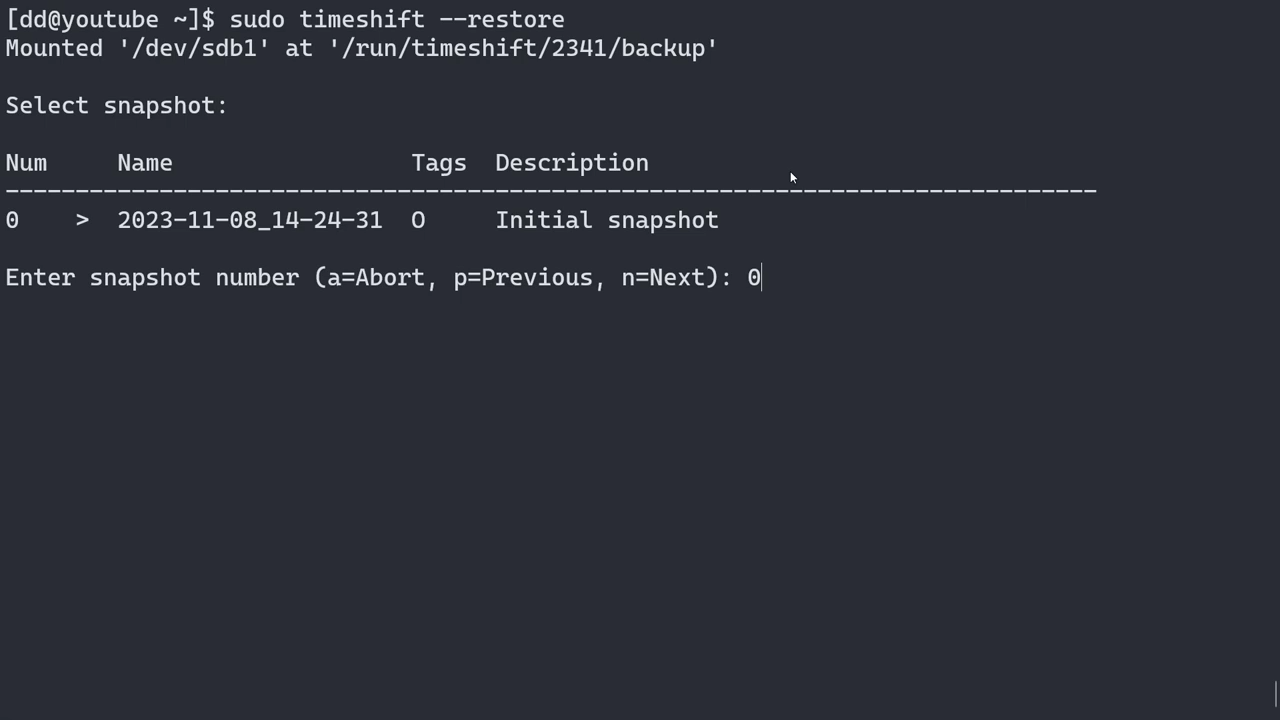 [dd@youtube ~]$ sudo timeshift --restore
Mounted '/dev/sdb1' at '/run/timeshift/2341/backup'
Select snapshot:
Num     Name                 Tags  Description
------------------------------------------------------------------------------
0    >  2023-11-08_14-24-31  O     Initial snapshot
Enter snapshot number (a=Abort, p=Previous, n=Next): 0